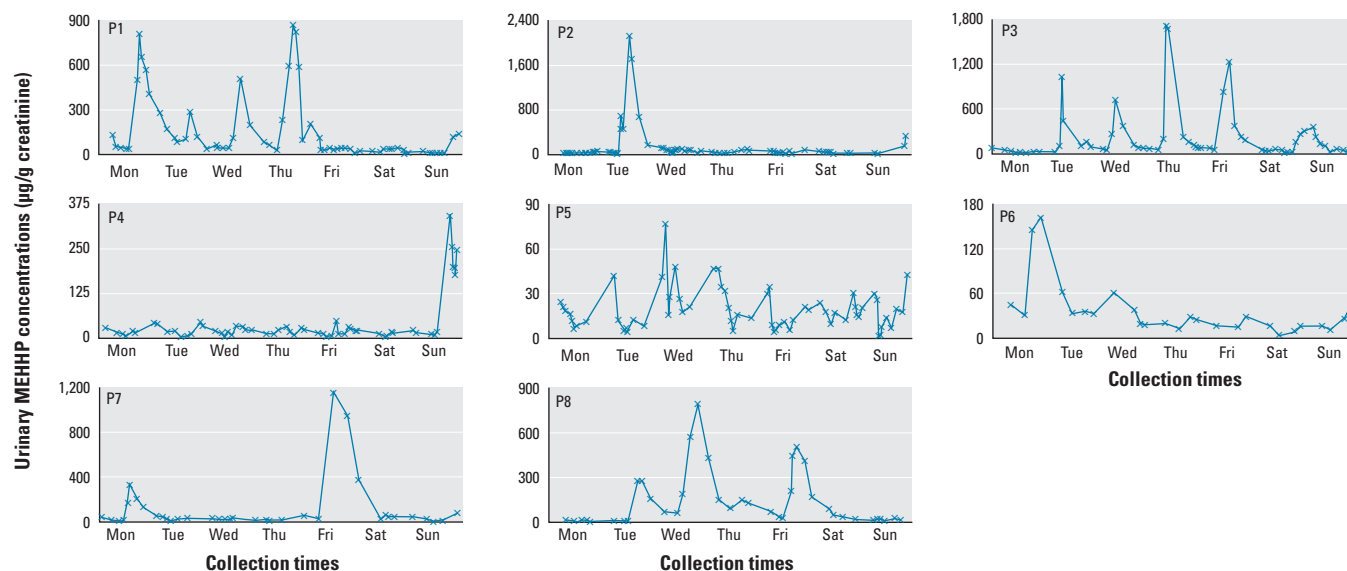 Urinary MEHHP concentrations (μg/g creatinine)
P1
900
600
300
0
Mon Tue Wed Thu Fri Sat Sun
P2
2,400
1,600
800
0
Mon Tue Wed Thu Fri Sat Sun
P3
1,800
1,200
600
0
Mon Tue Wed Thu Fri Sat Sun
P4
375
250
125
0
Mon Tue Wed Thu Fri Sat Sun
P5
90
60
30
0
Mon Tue Wed Thu Fri Sat Sun
P6
180
120
60
0
Mon Tue Wed Thu Fri Sat Sun
Collection times
P7
1,200
800
400
0
Mon Tue Wed Thu Fri Sat Sun
Collection times
P8
900
600
300
0
Mon Tue Wed Thu Fri Sat Sun
Collection times